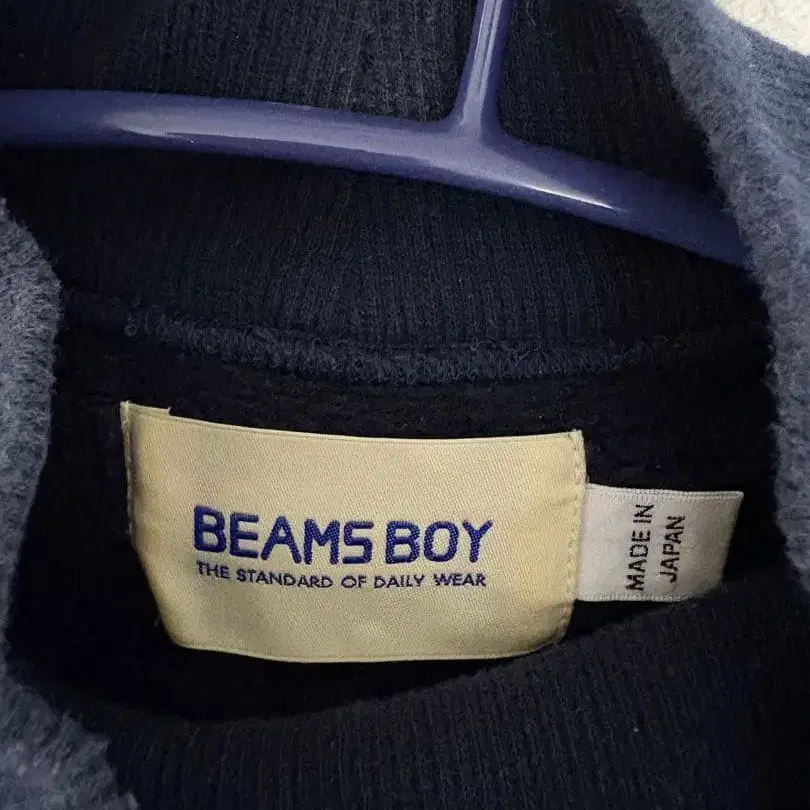 BEAMS BOY
THE STANDARD OF DAILY WEAR
MADE IN
JAPAN